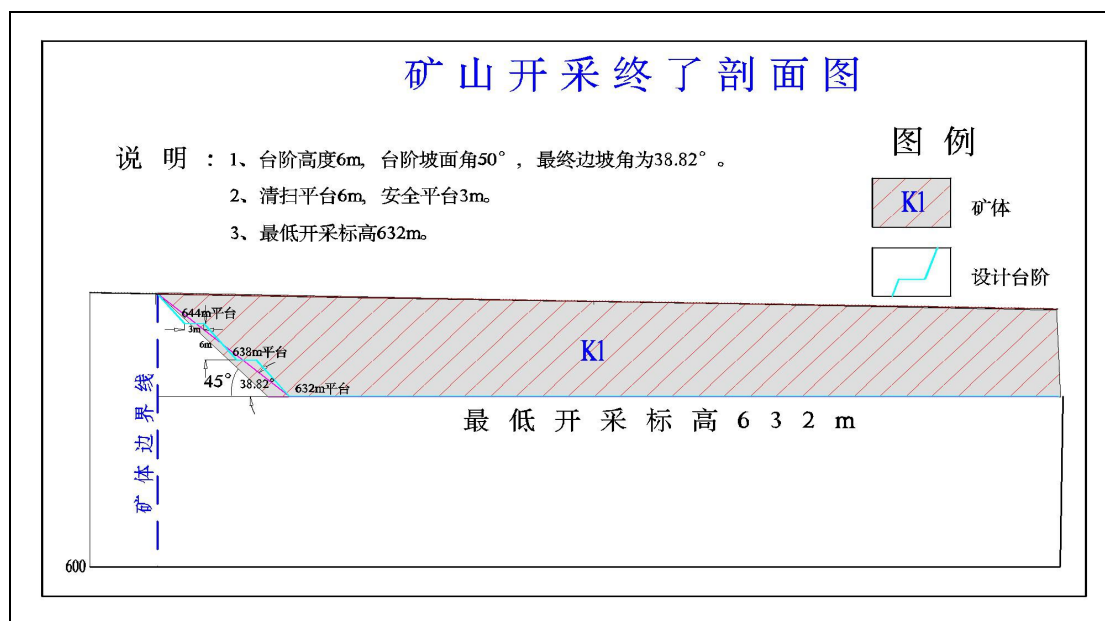 矿山开采终了剖面图
说 明：1、台阶高度6m, 台阶坡面角50°，最终边坡角为38.82°。
2、清扫平台6m, 安全平台3m。
3、最低开采标高632m。
图 例
K1
矿体
设计台阶
644m平台
3m
6m
638m平台
45°
38.82°
632m平台
K1
最低开采标高632m
矿体边界线
600